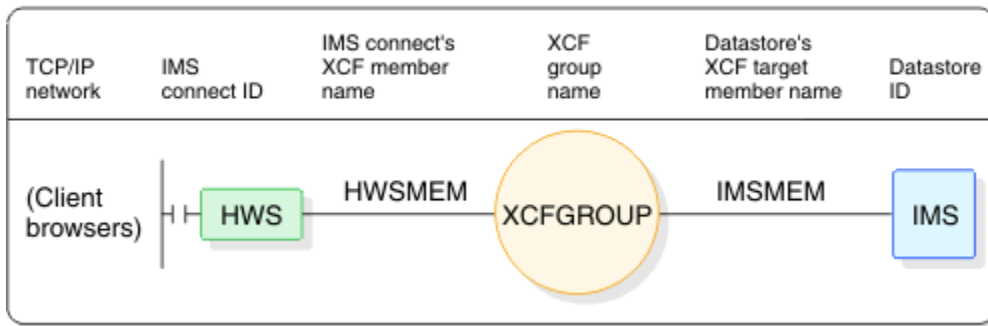 TCP/IP
network
IMS
connect ID
IMS connect's
XCF member
name
XCF
group
name
Datastore's
XCF target
member name
Datastore
ID
(Client
browsers)
HWS
HWSMEM
XCFGROUP
IMSMEM
IMS